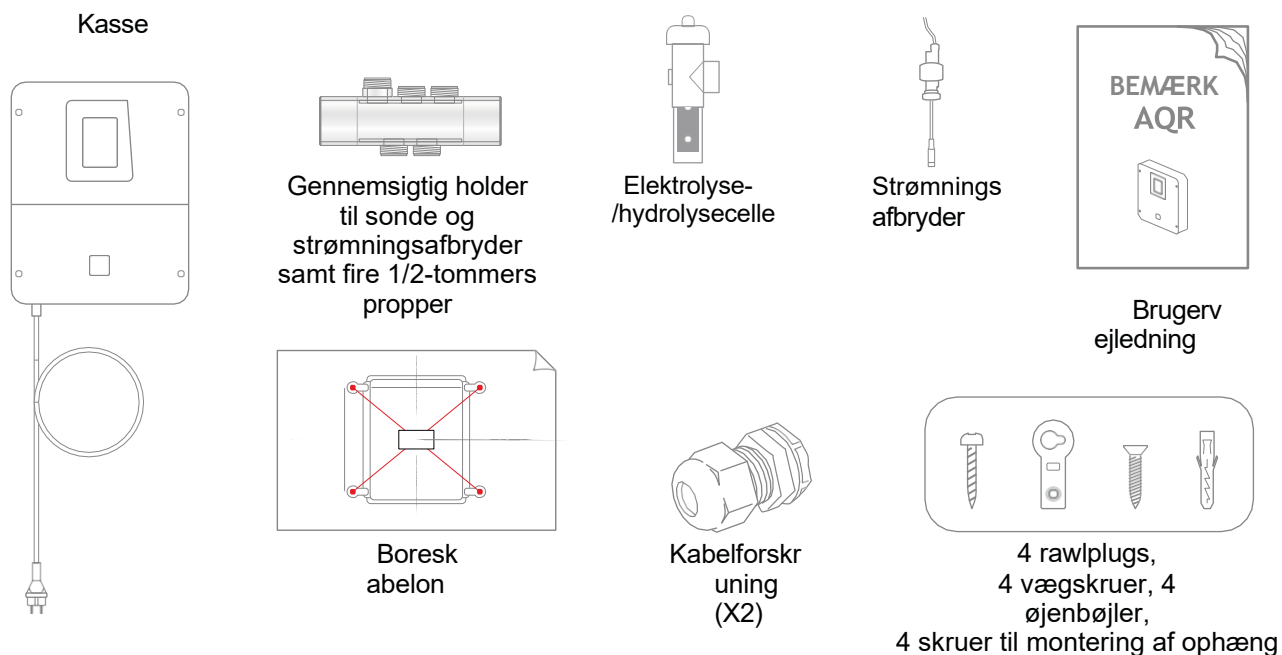 Kasse
Gennemsigtig holder
til sonde og
strømningsafbryder
samt fire 1/2-tommers
propper
Elektrolyse-
/hydrolysecelle
Strømnings
afbryder
BEMÆRK
AQR
Brugerv
ejledning
Boresk
abelon
Kabelforskr
uning
(X2)
4 rawlplugs,
4 vægskruer, 4
øjenbøjler,
4 skruer til montering af ophæng